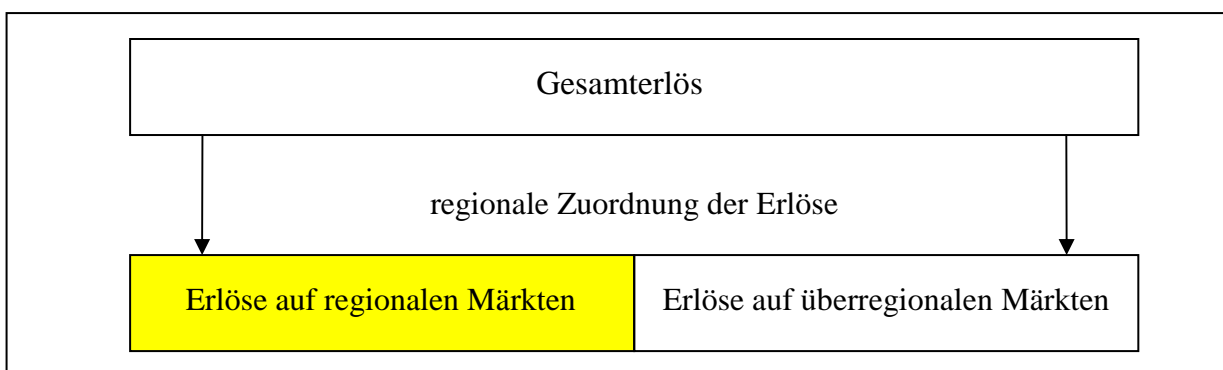 Gesamterlös
regionale Zuordnung der Erlöse
Erlöse auf regionalen Märkten
Erlöse auf überregionalen Märkten